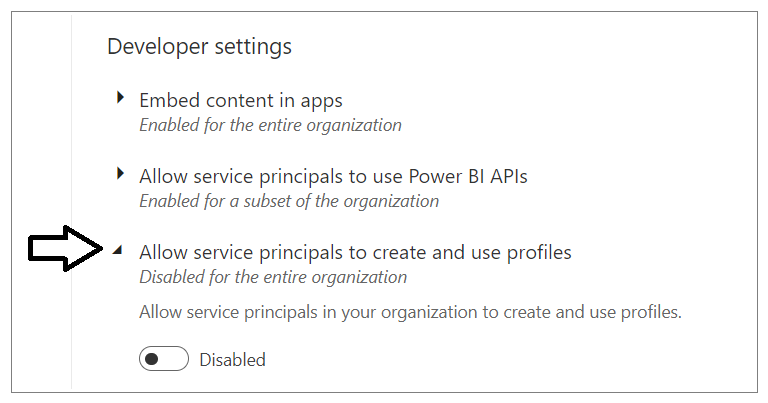 Developer settings
Embed content in apps
Enabled for the entire organization
Allow service principals to use Power BI APIs
Enabled for a subset of the organization
Allow service principals to create and use profiles
Disabled for the entire organization
Allow service principals in your organization to create and use profiles.
Disabled